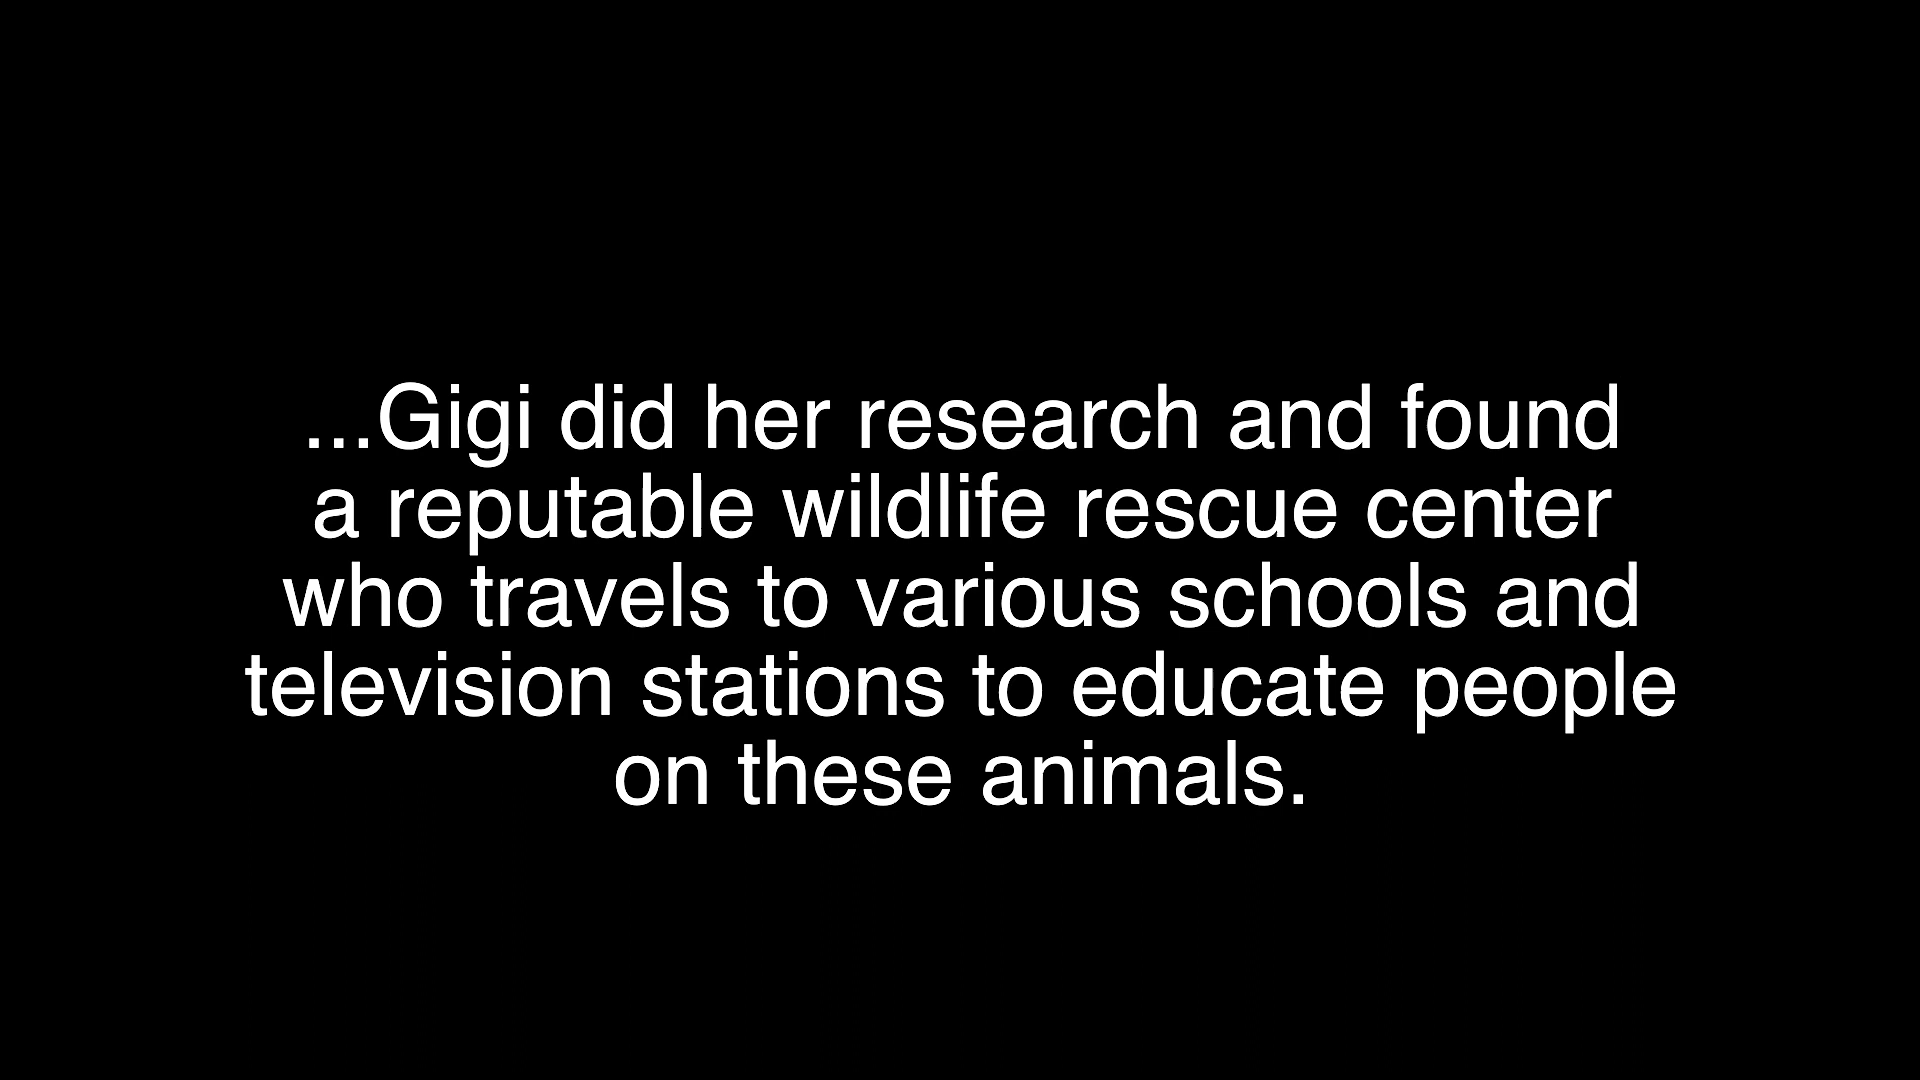 ...Gigi did her research and found
a reputable wildlife rescue center
who travels to various schools and
television stations to educate people
on these animals.